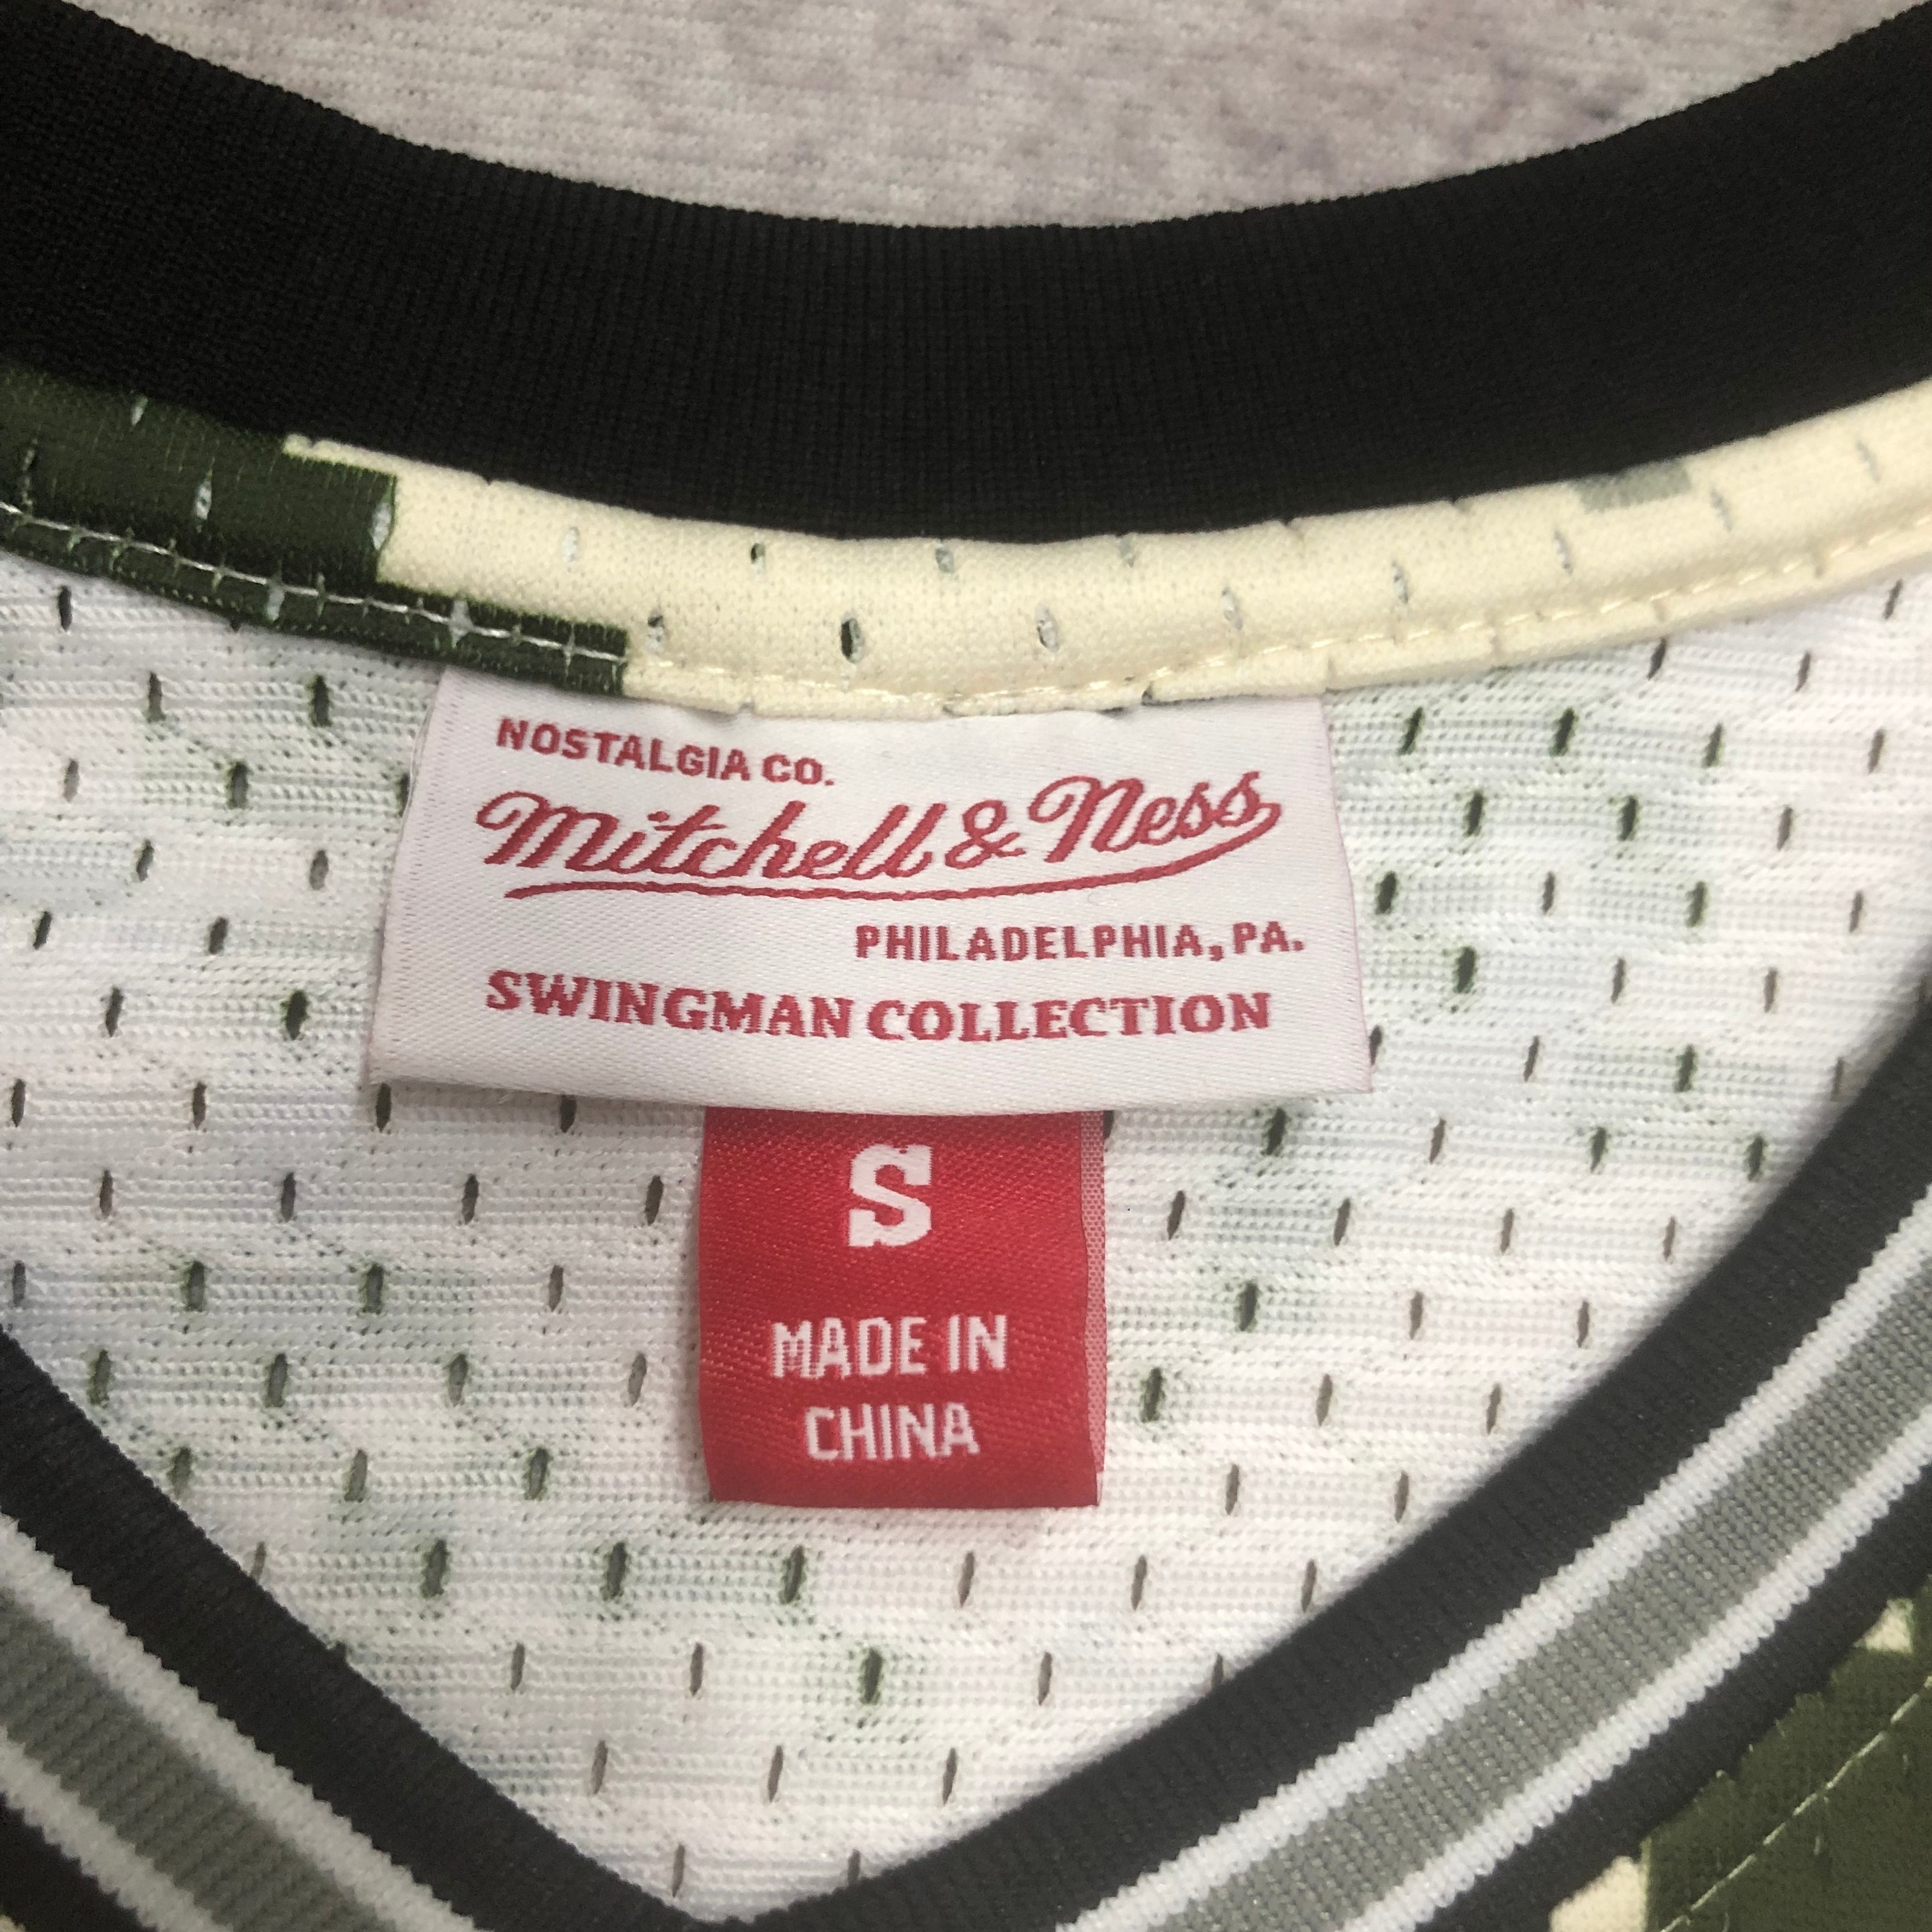 NOSTALGIA CO.
Mitchell & Ness
PHILADELPHIA, PA.
SWINGMAN COLLECTION
S
MADE IN
CHINA